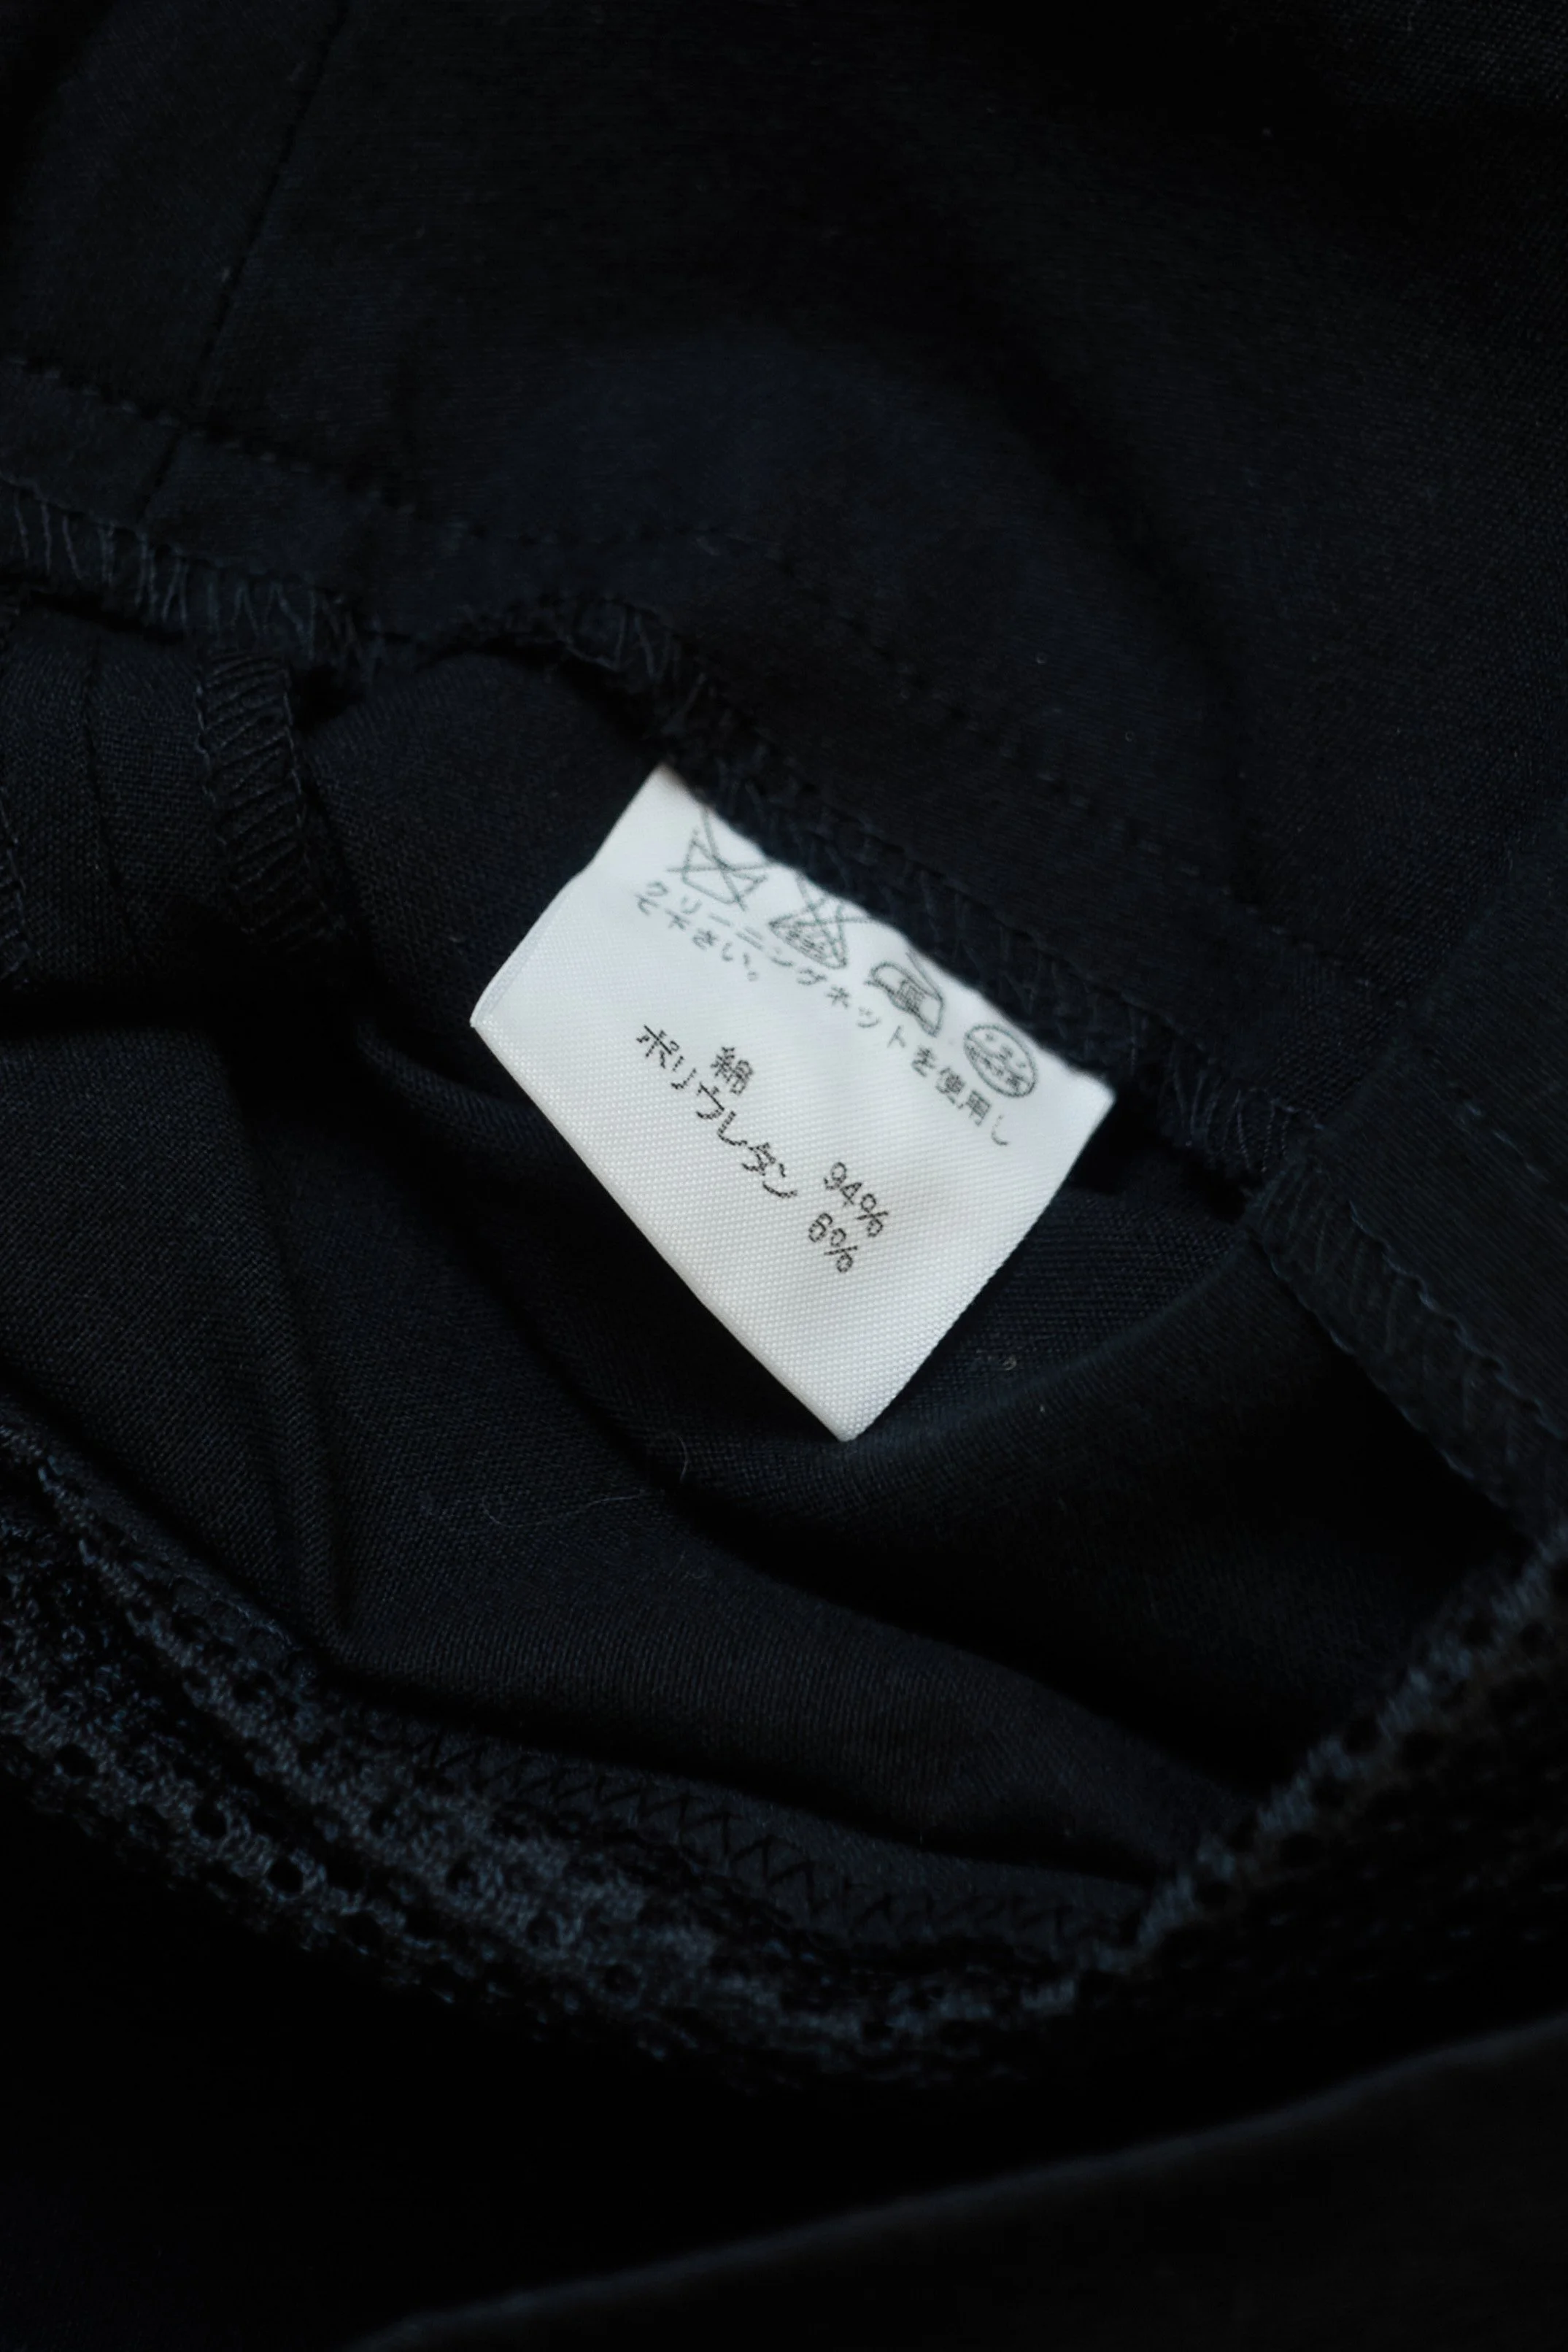 クリーニングネットを使用し
て下さい。
綿 94%
ポリウレタン 6%